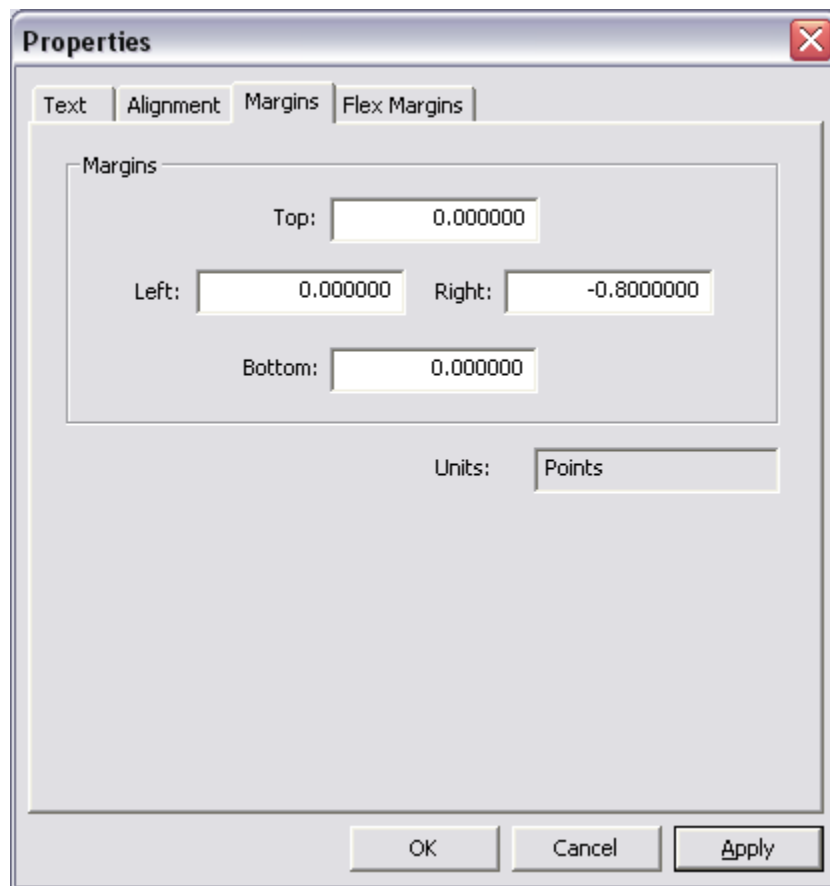 Properties
Text Alignment Margins Flex Margins
Margins
Top: 0.000000
Left: 0.000000 Right: -0.8000000
Bottom: 0.000000
Units: Points
OK Cancel Apply